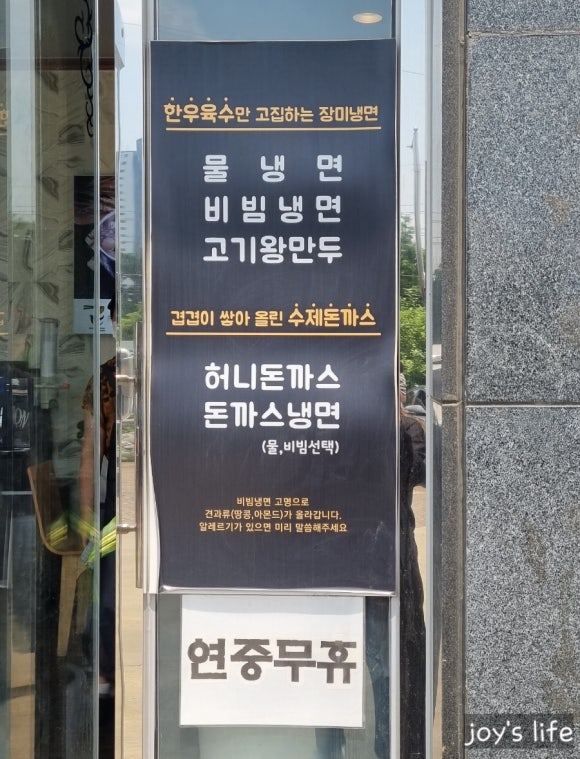 한우육수만 고집하는 장미냉면
물 냉 면
비빔냉면
고기왕만두
겹겹이 쌓아 올린 수제돈까스
허니돈까스
돈까스냉면
(물,비빔선택)
비빔냉면 고명으로
견과류(땅콩,아몬드)가 올라갑니다.
알레르기가 있으면 미리 말씀해주세요
연중무휴
joy's life